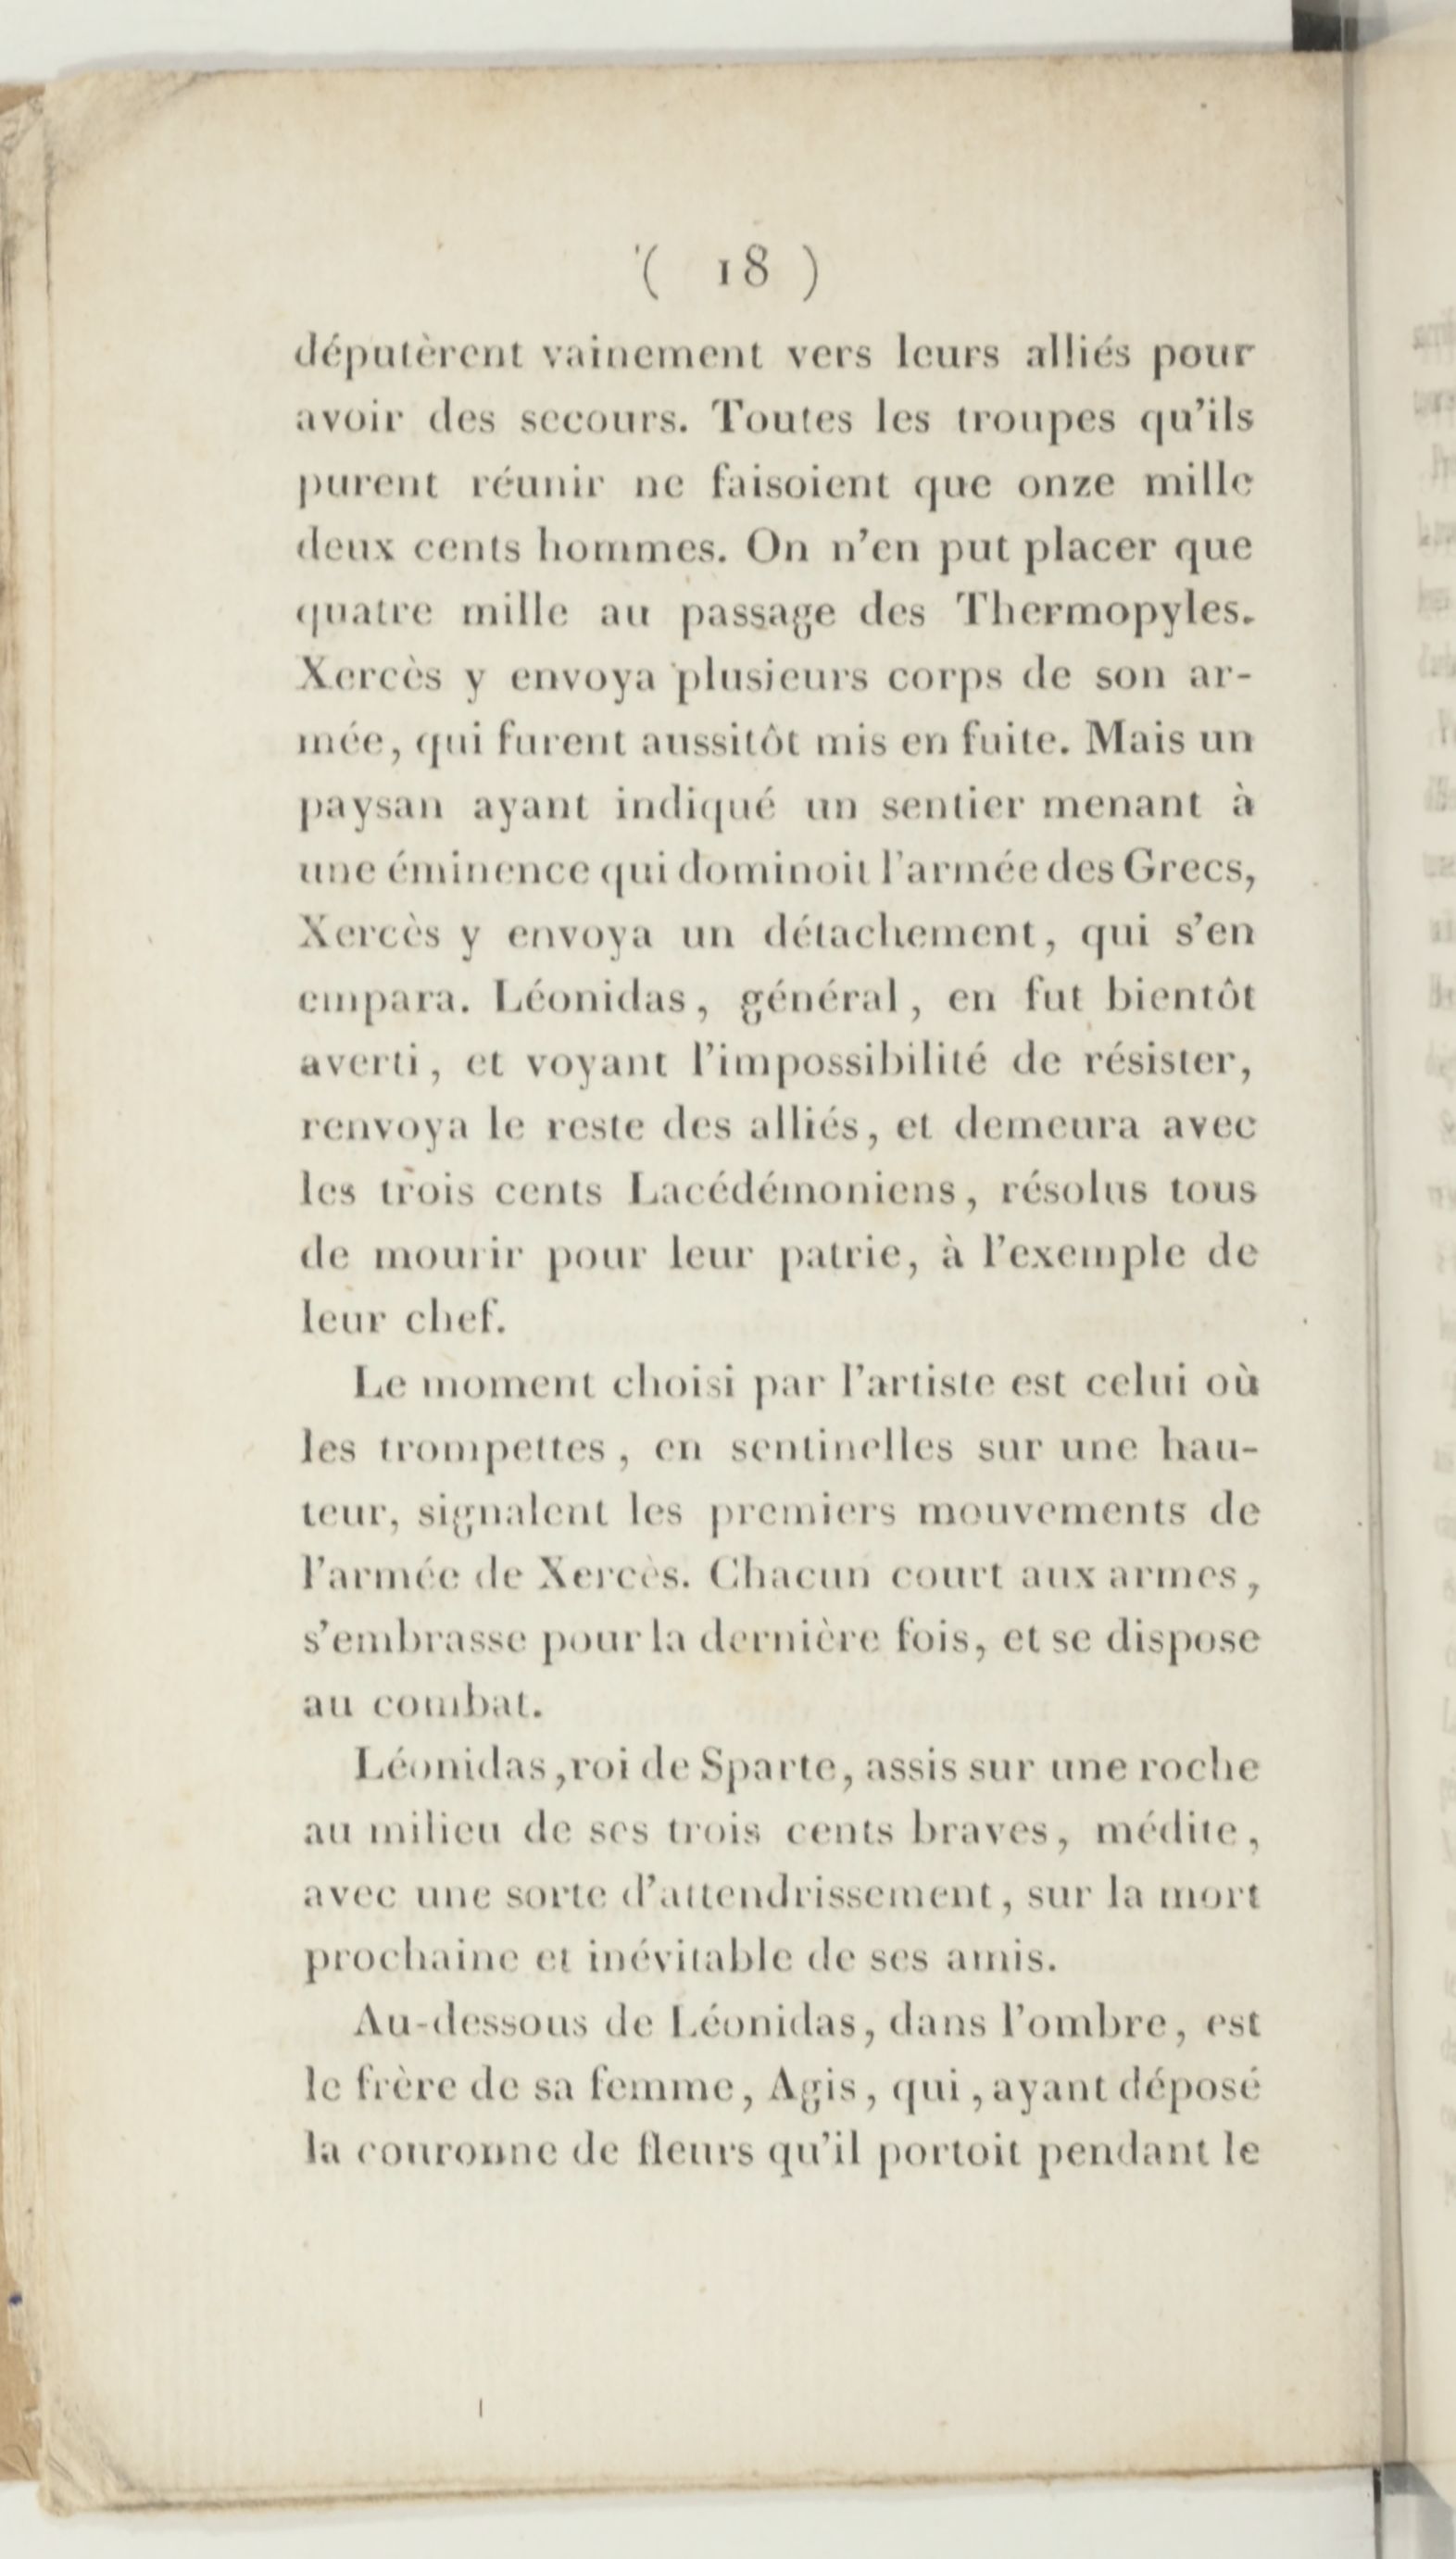 ( 18 )
députèrent vainement vers leurs alliés pour
avoir des secours. Toutes les troupes qu'ils
purent réunir ne faisoient que onze mille
deux cents hommes. On n'en put placer que
quatre mille au passage des Thermopyles.
Xercès y envoya plusieurs corps de son ar-
mée, qui furent aussitôt mis en fuite. Mais un
paysan ayant indiqué un sentier menant à
une éminence qui dominoit l'armée des Grecs,
Xercès y envoya un détachement, qui s'en
empara. Léonidas, général, en fut bientôt
averti, et voyant l'impossibilité de résister,
renvoya le reste des alliés, et demeura avec
les trois cents Lacédémoniens, résolus tous
de mourir pour leur patrie, à l'exemple de
leur chef.
Le moment choisi par l'artiste est celui où
les trompettes, en sentinelles sur une hau-
teur, signalent les premiers mouvements de
l'armée de Xercès. Chacun court aux armes,
s'embrasse pour la dernière fois, et se dispose
au combat.
Léonidas, roi de Sparte, assis sur une roche
au milieu de ses trois cents braves, médite,
avec une sorte d'attendrissement, sur la mort
prochaine et inévitable de ses amis.
Au-dessous de Léonidas, dans l'ombre, est
le frère de sa femme, Agis, qui, ayant déposé
la couronne de fleurs qu'il portoit pendant le